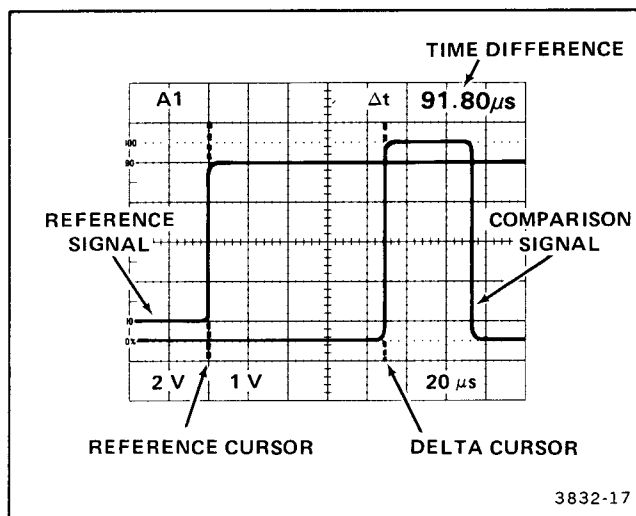 TIME DIFFERENCE
A1 Δt 91.80μs
100
90
REFERENCE SIGNAL
COMPARISON SIGNAL
10
0%
2 V 1 V 20 μs
REFERENCE CURSOR DELTA CURSOR
3832-17